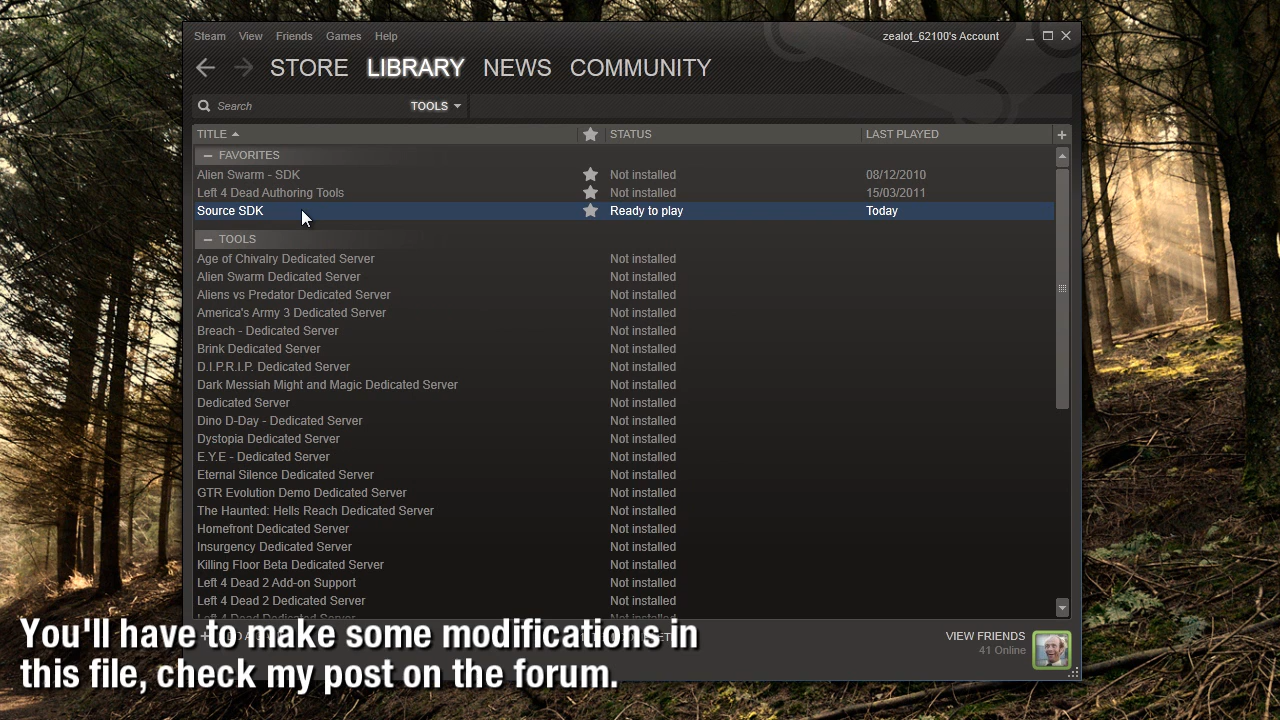 Steam View Friends Games Help zealot_62100's Account
STORE LIBRARY NEWS COMMUNITY
Search TOOLS
TITLE STATUS LAST PLAYED
FAVORITES
Alien Swarm - SDK Not installed 08/12/2010
Left 4 Dead Authoring Tools Not installed 15/03/2011
Source SDK Ready to play Today
TOOLS
Age of Chivalry Dedicated Server Not installed
Alien Swarm Dedicated Server Not installed
Aliens vs Predator Dedicated Server Not installed
America's Army 3 Dedicated Server Not installed
Breach - Dedicated Server Not installed
Brink Dedicated Server Not installed
D.I.P.R.I.P. Dedicated Server Not installed
Dark Messiah Might and Magic Dedicated Server Not installed
Dedicated Server Not installed
Dino D-Day - Dedicated Server Not installed
Dystopia Dedicated Server Not installed
E.Y.E - Dedicated Server Not installed
Eternal Silence Dedicated Server Not installed
GTR Evolution Demo Dedicated Server Not installed
The Haunted: Hells Reach Dedicated Server Not installed
Homefront Dedicated Server Not installed
Insurgency Dedicated Server Not installed
Killing Floor Beta Dedicated Server Not installed
Left 4 Dead 2 Add-on Support Not installed
Left 4 Dead 2 Dedicated Server Not installed
Left 4 Dead Dedicated Server Not installed
VIEW FRIENDS
41 Online
You'll have to make some modifications in
this file, check my post on the forum.